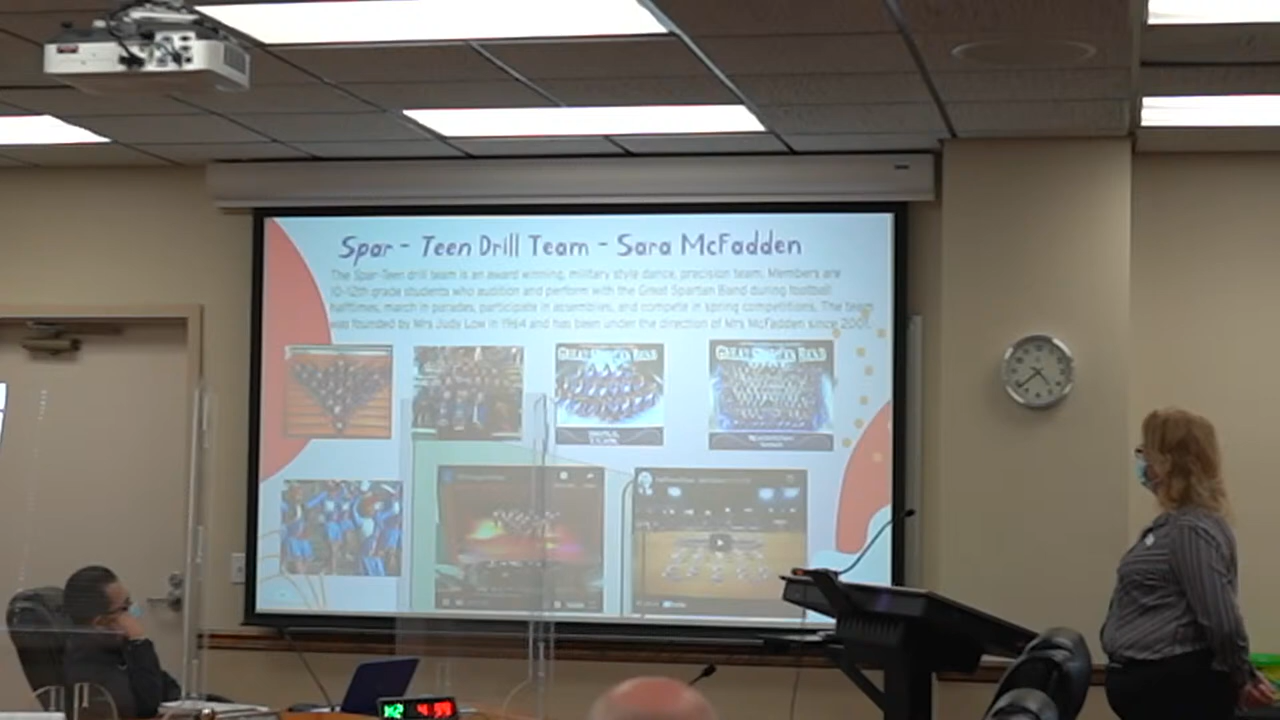 Spar - Teen Drill Team - Sara McFadden
The Spar-Teen drill team is an award winning, military style dance, precision team. Members are
10-12th grade students who audition and perform with the Great Spartan Band during football
halftimes, march in parades, participate in assemblies, and compete in spring competitions. The team
was founded by Mrs Judy Low in 1964 and has been under the direction of Mrs McFadden since 2001.
GREAT SPARTAN BAND
GREAT SPARTAN BAND